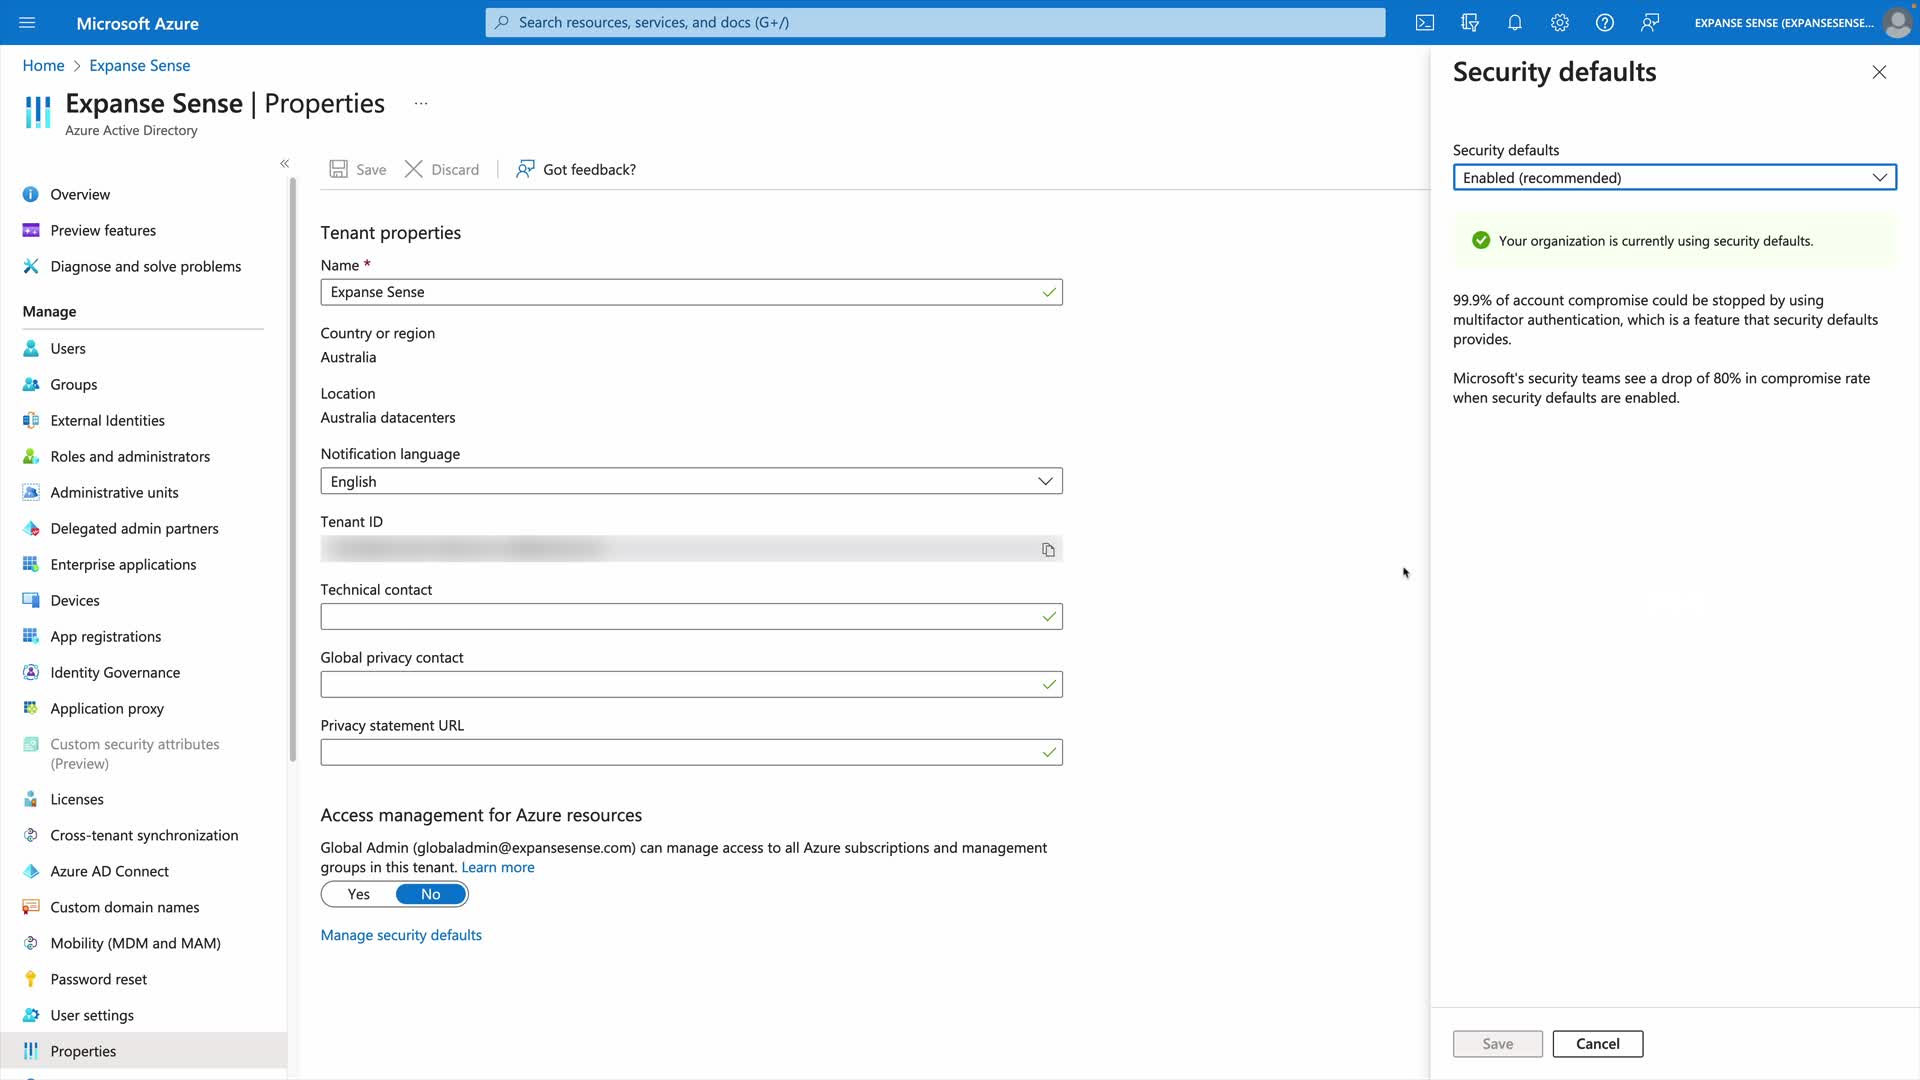 Microsoft Azure
Search resources, services, and docs (G+/)
EXPANSE SENSE (EXPANSESENSE...
Home > Expanse Sense
Expanse Sense | Properties ...
Azure Active Directory
«
Overview
Preview features
Diagnose and solve problems
Manage
Users
Groups
External Identities
Roles and administrators
Administrative units
Delegated admin partners
Enterprise applications
Devices
App registrations
Identity Governance
Application proxy
Custom security attributes
(Preview)
Licenses
Cross-tenant synchronization
Azure AD Connect
Custom domain names
Mobility (MDM and MAM)
Password reset
User settings
Properties
Save
Discard
Got feedback?
Tenant properties
Name *
Expanse Sense
Country or region
Australia
Location
Australia datacenters
Notification language
English
Tenant ID
Technical contact
Global privacy contact
Privacy statement URL
Access management for Azure resources
Global Admin (globaladmin@expansesense.com) can manage access to all Azure subscriptions and management
groups in this tenant. Learn more
Yes No
Manage security defaults
Security defaults
Security defaults
Enabled (recommended)
Your organization is currently using security defaults.
99.9% of account compromise could be stopped by using
multifactor authentication, which is a feature that security defaults
provides.
Microsoft's security teams see a drop of 80% in compromise rate
when security defaults are enabled.
Save
Cancel